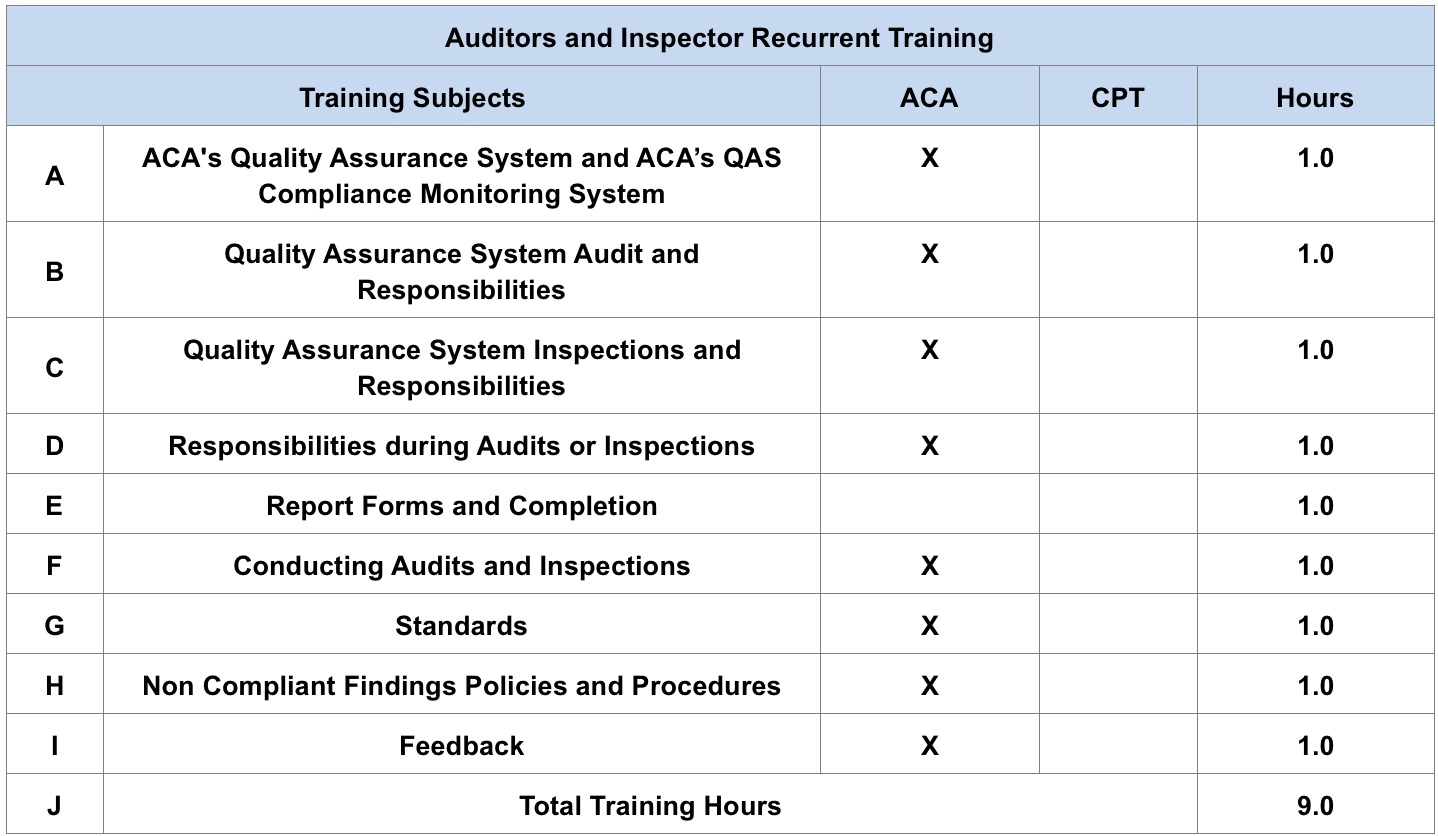 Auditors and Inspector Recurrent Training
Training Subjects ACA CPT Hours
A ACA's Quality Assurance System and ACA’s QAS X 1.0
Compliance Monitoring System
B Quality Assurance System Audit and X 1.0
Responsibilities
C Quality Assurance System Inspections and X 1.0
Responsibilities
D Responsibilities during Audits or Inspections X 1.0
E Report Forms and Completion 1.0
F Conducting Audits and Inspections X 1.0
G Standards X 1.0
H Non Compliant Findings Policies and Procedures X 1.0
I Feedback X 1.0
J Total Training Hours 9.0